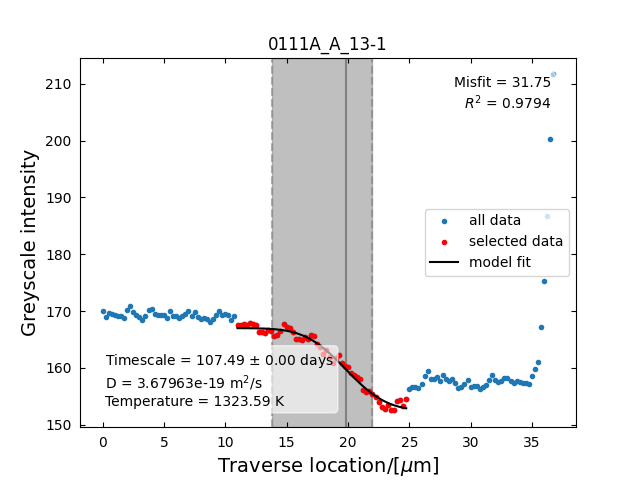 0111A_A_13-1
Misfit = 31.75
R² = 0.9794
Greyscale intensity
210
200
190
180
170
160
150
all data
selected data
model fit
Timescale = 107.49 ± 0.00 days
D = 3.67963e-19 m²/s
Temperature = 1323.59 K
0 5 10 15 20 25 30 35
Traverse location/[μm]